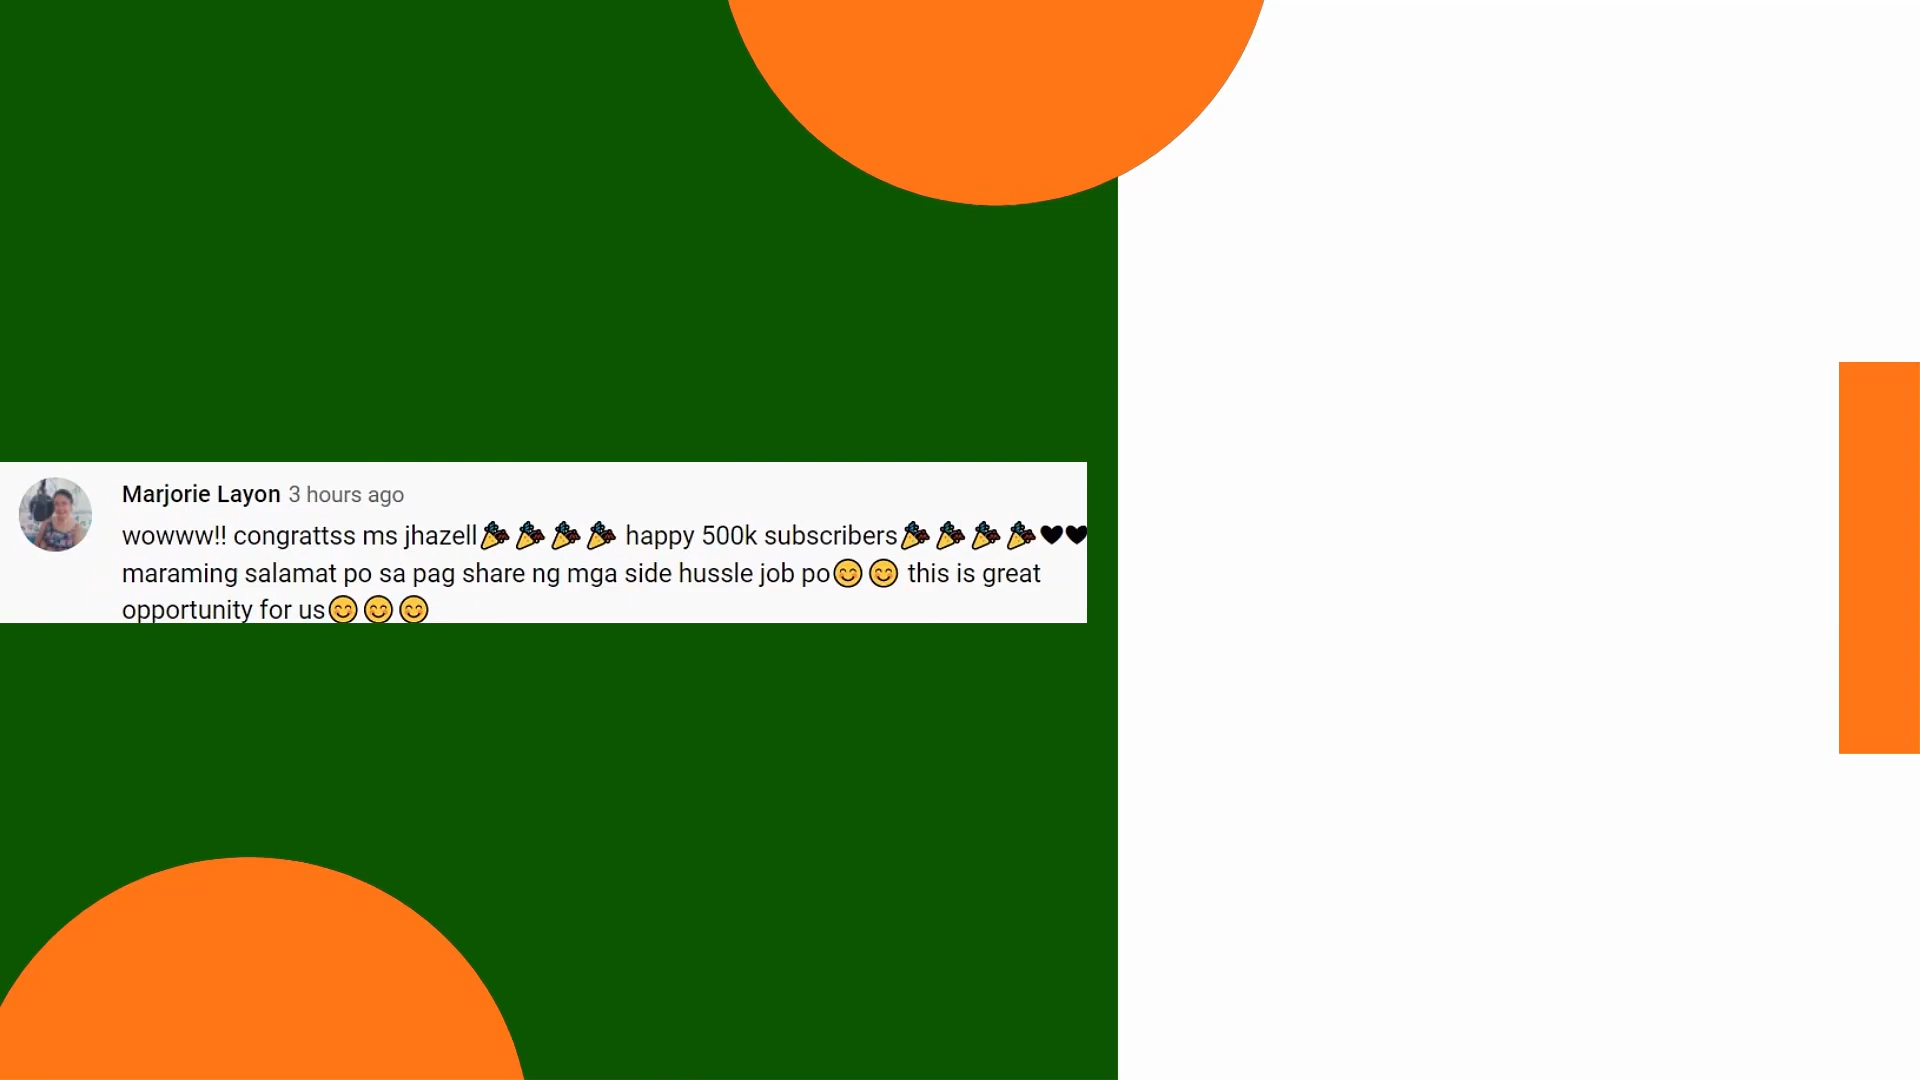 Marjorie Layon 3 hours ago
wowww!! congrattss ms jhazell🎉🎉🎉🎉 happy 500k subscribers🎉🎉🎉🎉🖤🖤
maraming salamat po sa pag share ng mga side hussle job po😊😊 this is great
opportunity for us😊😊😊